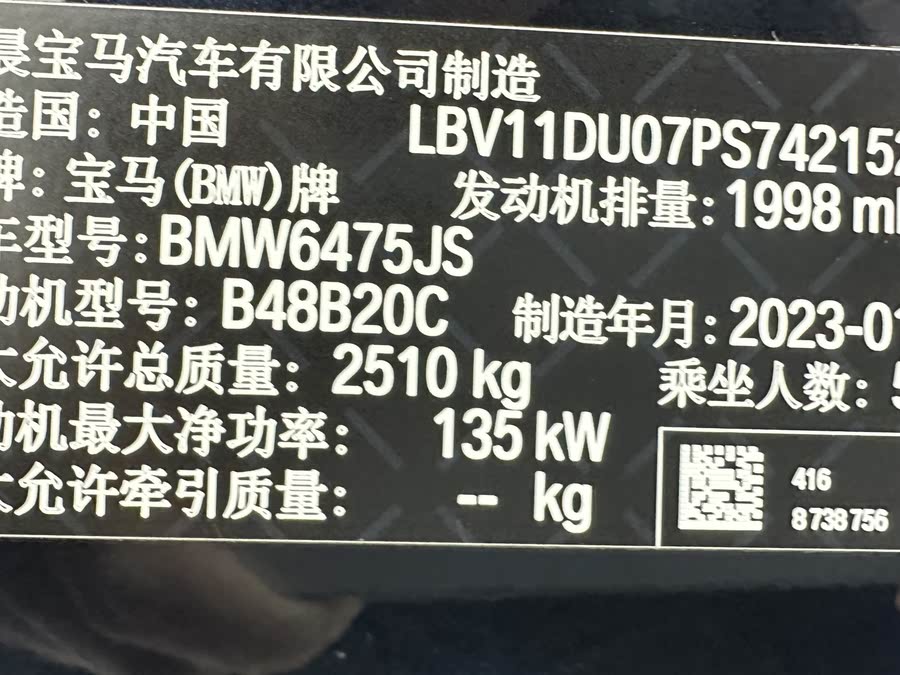 晨宝马汽车有限公司制造
造国：中国
LBV11DU07PS742152
牌：宝马(BMW)牌
发动机排量：1998 ml
车型号：BMW6475JS
动机型号：B48B20C
制造年月：2023-01
大允许总质量：2510 kg
乘坐人数：5
动机最大净功率：135 kW
大允许牵引质量：-- kg
416
8738756